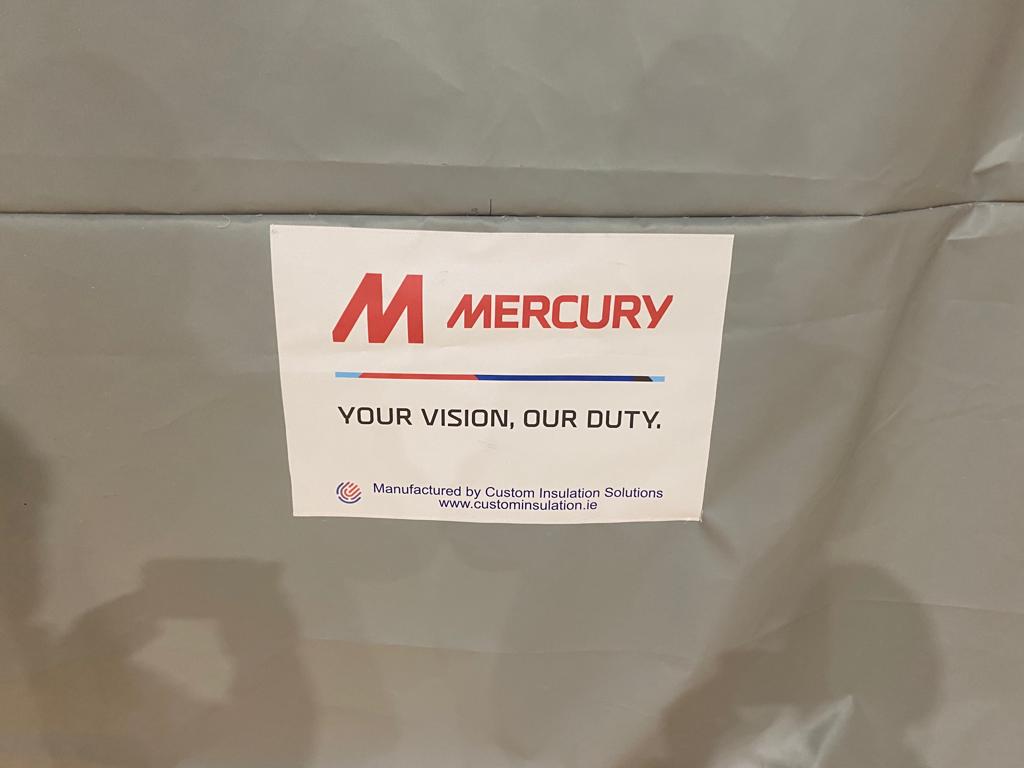 M MERCURY
YOUR VISION, OUR DUTY.
Manufactured by Custom Insulation Solutions
www.custominsulation.ie